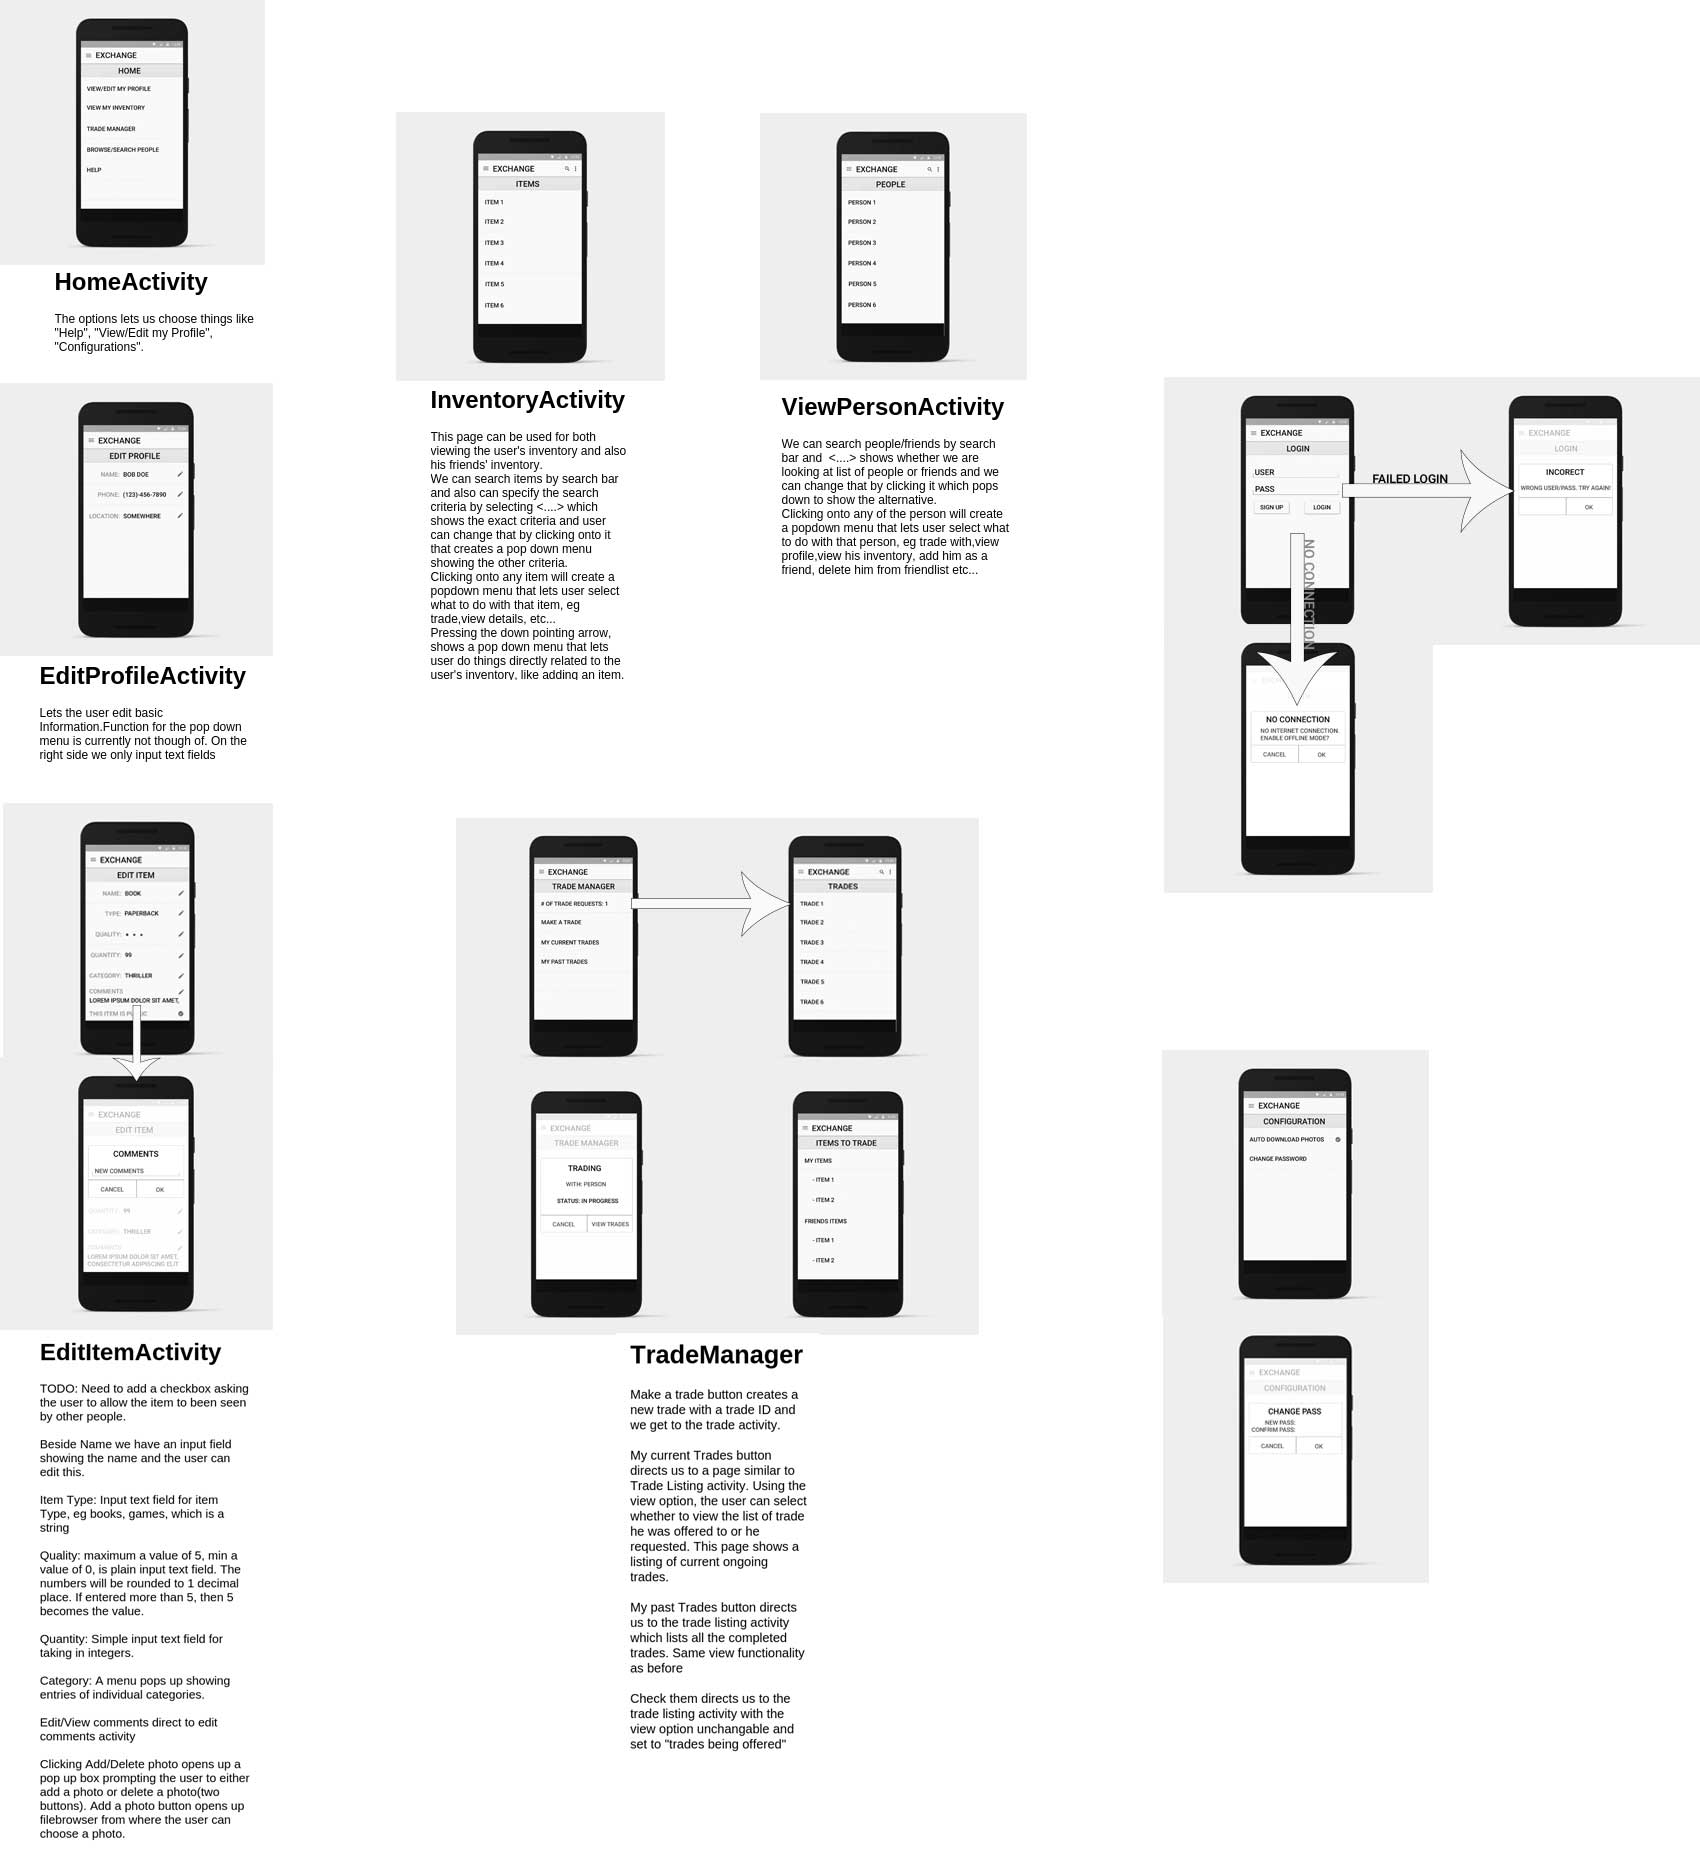 EXCHANGE
HOME
VIEW/EDIT MY PROFILE
VIEW MY INVENTORY
TRADE MANAGER
BROWSE/SEARCH PEOPLE
HELP
HomeActivity
The options lets us choose things like
"Help", "View/Edit my Profile",
"Configurations".
EXCHANGE
EDIT PROFILE
NAME: BOB DOE
PHONE: (123)-456-7890
LOCATION: SOMEWHERE
EditProfileActivity
Lets the user edit basic
Information.Function for the pop down
menu is currently not though of. On the
right side we only input text fields
EXCHANGE
EDIT ITEM
NAME: BOOK
TYPE: PAPERBACK
QUALITY: • • •
QUANTITY: 99
CATEGORY: THRILLER
COMMENTS
LOREM IPSUM DOLOR SIT AMET,
THIS ITEM IS
EXCHANGE
EDIT ITEM
COMMENTS
NEW COMMENTS
CANCEL OK
QUANTITY: 99
CATEGORY: THRILLER
COMMENTS
LOREM IPSUM DOLOR SIT AMET,
CONSECTETUR ADIPISCING ELIT
EditItemActivity
TODO: Need to add a checkbox asking
the user to allow the item to been seen
by other people.
Beside Name we have an input field
showing the name and the user can
edit this.
Item Type: Input text field for item
Type, eg books, games, which is a
string
Quality: maximum a value of 5, min a
value of 0, is plain input text field. The
numbers will be rounded to 1 decimal
place. If entered more than 5, then 5
becomes the value.
Quantity: Simple input text field for
taking in integers.
Category: A menu pops up showing
entries of individual categories.
Edit/View comments direct to edit
comments activity
Clicking Add/Delete photo opens up a
pop up box prompting the user to either
add a photo or delete a photo(two
buttons). Add a photo button opens up
filebrowser from where the user can
choose a photo.
EXCHANGE
ITEMS
ITEM 1
ITEM 2
ITEM 3
ITEM 4
ITEM 5
ITEM 6
InventoryActivity
This page can be used for both
viewing the user's inventory and also
his friends' inventory.
We can search items by search bar
and also can specify the search
criteria by selecting <....> which
shows the exact criteria and user
can change that by clicking onto it
that creates a pop down menu
showing the other criteria.
Clicking onto any item will create a
popdown menu that lets user select
what to do with that item, eg
trade,view details, etc...
Pressing the down pointing arrow,
shows a pop down menu that lets
user do things directly related to the
user's inventory, like adding an item.
EXCHANGE
PEOPLE
PERSON 1
PERSON 2
PERSON 3
PERSON 4
PERSON 5
PERSON 6
ViewPersonActivity
We can search people/friends by search
bar and <....> shows whether we are
looking at list of people or friends and we
can change that by clicking it which pops
down to show the alternative.
Clicking onto any of the person will create
a popdown menu that lets user select what
to do with that person, eg trade with,view
profile,view his inventory, add him as a
friend, delete him from friendlist etc...
EXCHANGE
TRADE MANAGER
# OF TRADE REQUESTS: 1
MAKE A TRADE
MY CURRENT TRADES
MY PAST TRADES
EXCHANGE
TRADES
TRADE 1
TRADE 2
TRADE 3
TRADE 4
TRADE 5
TRADE 6
EXCHANGE
TRADE MANAGER
TRADING
WITH: PERSON
STATUS: IN PROGRESS
CANCEL VIEW TRADES
EXCHANGE
ITEMS TO TRADE
MY ITEMS
- ITEM 1
- ITEM 2
FRIENDS ITEMS
- ITEM 1
- ITEM 2
TradeManager
Make a trade button creates a
new trade with a trade ID and
we get to the trade activity.
My current Trades button
directs us to a page similar to
Trade Listing activity. Using the
view option, the user can select
whether to view the list of trade
he was offered to or he
requested. This page shows a
listing of current ongoing
trades.
My past Trades button directs
us to the trade listing activity
which lists all the completed
trades. Same view functionality
as before
Check them directs us to the
trade listing activity with the
view option unchangable and
set to "trades being offered"
EXCHANGE
LOGIN
USER
PASS
SIGN UP LOGIN
FAILED LOGIN
EXCHANGE
LOGIN
INCORECT
WRONG USER/PASS. TRY AGAIN!
OK
NO CONNECTION
NO CONNECTION
NO INTERNET CONNECTION.
ENABLE OFFLINE MODE?
CANCEL OK
EXCHANGE
CONFIGURATION
AUTO DOWNLOAD PHOTOS
CHANGE PASSWORD
EXCHANGE
CONFIGURATION
CHANGE PASS
NEW PASS:
CONFRIM PASS:
CANCEL OK